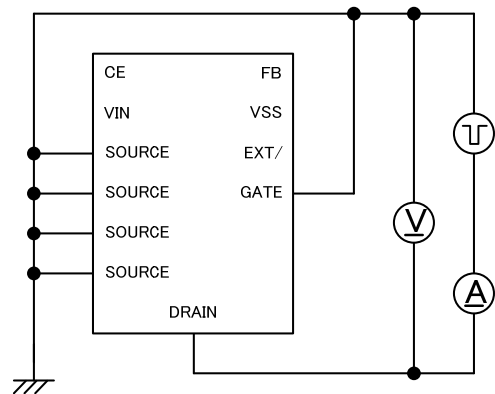 CE FB
VIN VSS
SOURCE EXT/
SOURCE GATE
SOURCE
SOURCE
DRAIN
V
A